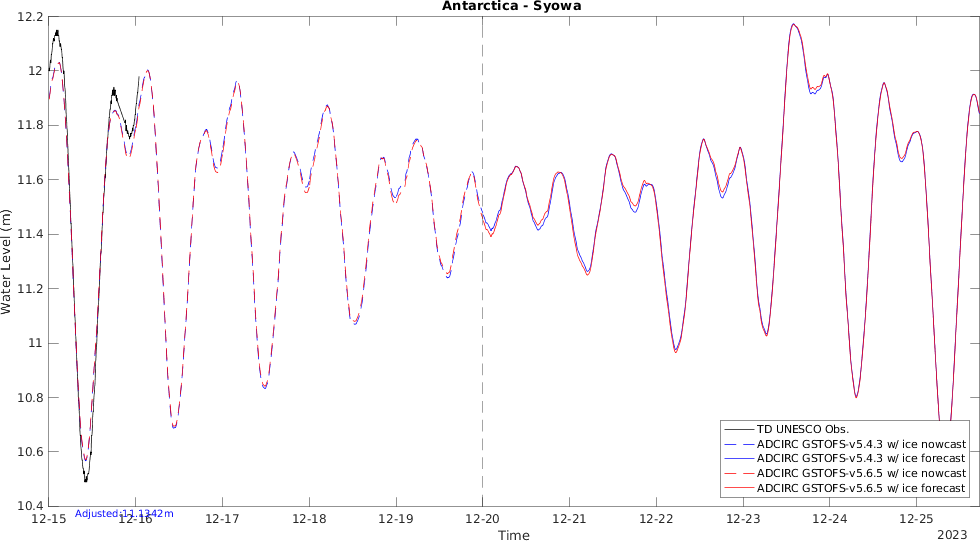 Antarctica - Syowa
12.2
12
11.8
11.6
11.4
11.2
11
10.8
10.6
10.4
Water Level (m)
TD UNESCO Obs.
ADCIRC GSTOFS-v5.4.3 w/ ice nowcast
ADCIRC GSTOFS-v5.4.3 w/ ice forecast
ADCIRC GSTOFS-v5.6.5 w/ ice nowcast
ADCIRC GSTOFS-v5.6.5 w/ ice forecast
Adjusted:11.1342m
12-15 12-16 12-17 12-18 12-19 12-20 12-21 12-22 12-23 12-24 12-25
Time
2023